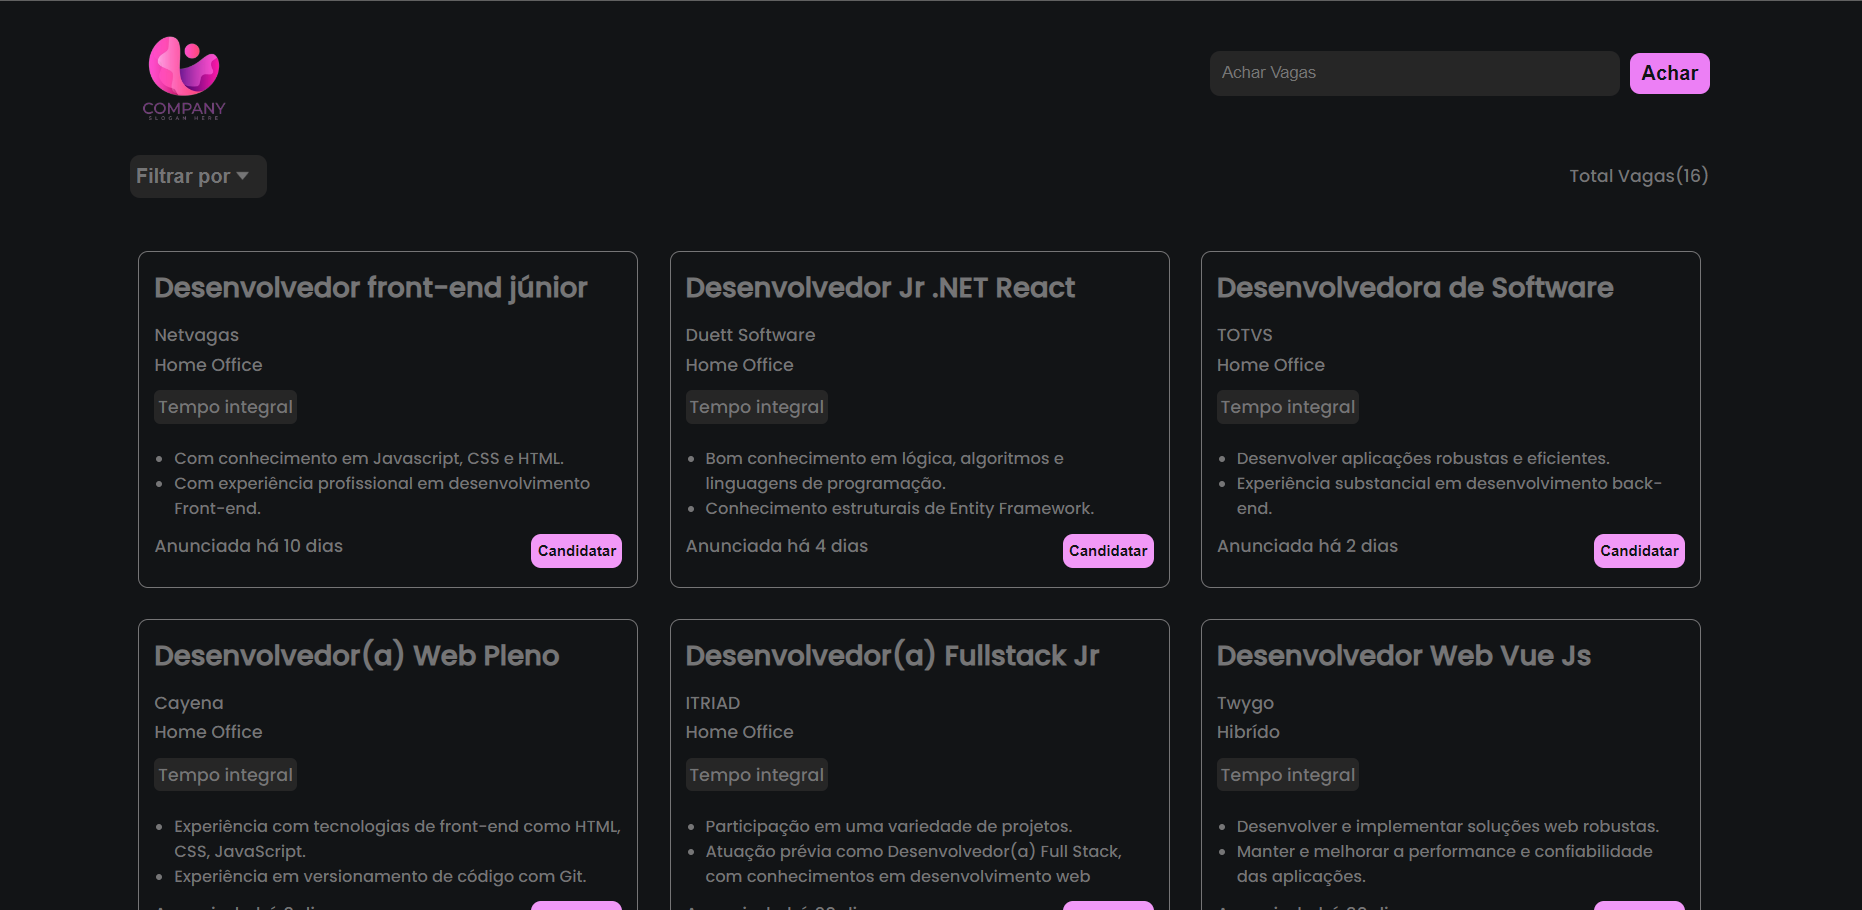 COMPANY
SLOGAN HERE
Achar Vagas
Achar
Filtrar por
Total Vagas(16)
Desenvolvedor front-end júnior
Netvagas
Home Office
Tempo integral
Com conhecimento em Javascript, CSS e HTML.
Com experiência profissional em desenvolvimento
Front-end.
Anunciada há 10 dias
Candidatar
Desenvolvedor Jr .NET React
Duett Software
Home Office
Tempo integral
Bom conhecimento em lógica, algoritmos e
linguagens de programação.
Conhecimento estruturais de Entity Framework.
Anunciada há 4 dias
Candidatar
Desenvolvedora de Software
TOTVS
Home Office
Tempo integral
Desenvolver aplicações robustas e eficientes.
Experiência substancial em desenvolvimento back-
end.
Anunciada há 2 dias
Candidatar
Desenvolvedor(a) Web Pleno
Cayena
Home Office
Tempo integral
Experiência com tecnologias de front-end como HTML,
CSS, JavaScript.
Experiência em versionamento de código com Git.
Desenvolvedor(a) Fullstack Jr
ITRIAD
Home Office
Tempo integral
Participação em uma variedade de projetos.
Atuação prévia como Desenvolvedor(a) Full Stack,
com conhecimentos em desenvolvimento web
Desenvolvedor Web Vue Js
Twygo
Hibrído
Tempo integral
Desenvolver e implementar soluções web robustas.
Manter e melhorar a performance e confiabilidade
das aplicações.